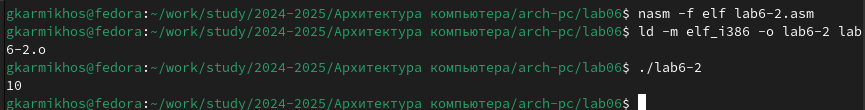 gkarmikhos@fedora:~/work/study/2024-2025/Архитектура компьютера/arch-pc/lab06$ nasm -f elf lab6-2.asm
gkarmikhos@fedora:~/work/study/2024-2025/Архитектура компьютера/arch-pc/lab06$ ld -m elf_i386 -o lab6-2 lab
6-2.o
gkarmikhos@fedora:~/work/study/2024-2025/Архитектура компьютера/arch-pc/lab06$ ./lab6-2
10
gkarmikhos@fedora:~/work/study/2024-2025/Архитектура компьютера/arch-pc/lab06$